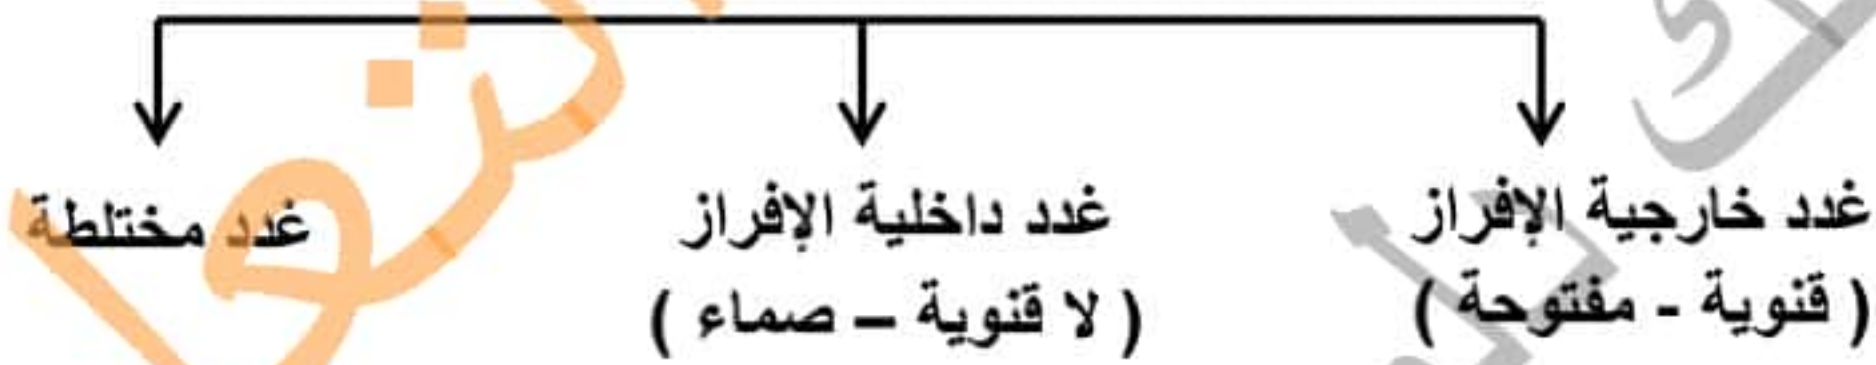 غدد خارجية الإفراز
( قنوية - مفتوحة )
غدد داخلية الإفراز
( لا قنوية – صماء )
غدد مختلطة